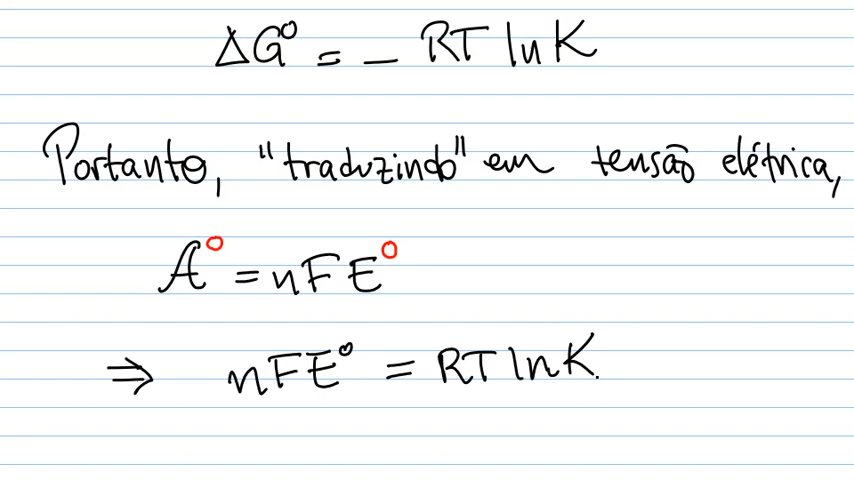 ΔG° = – RT ln K
Portanto, "traduzindo" em tensão elétrica,
A° = nFE°
⇒ nFE° = RT ln K.